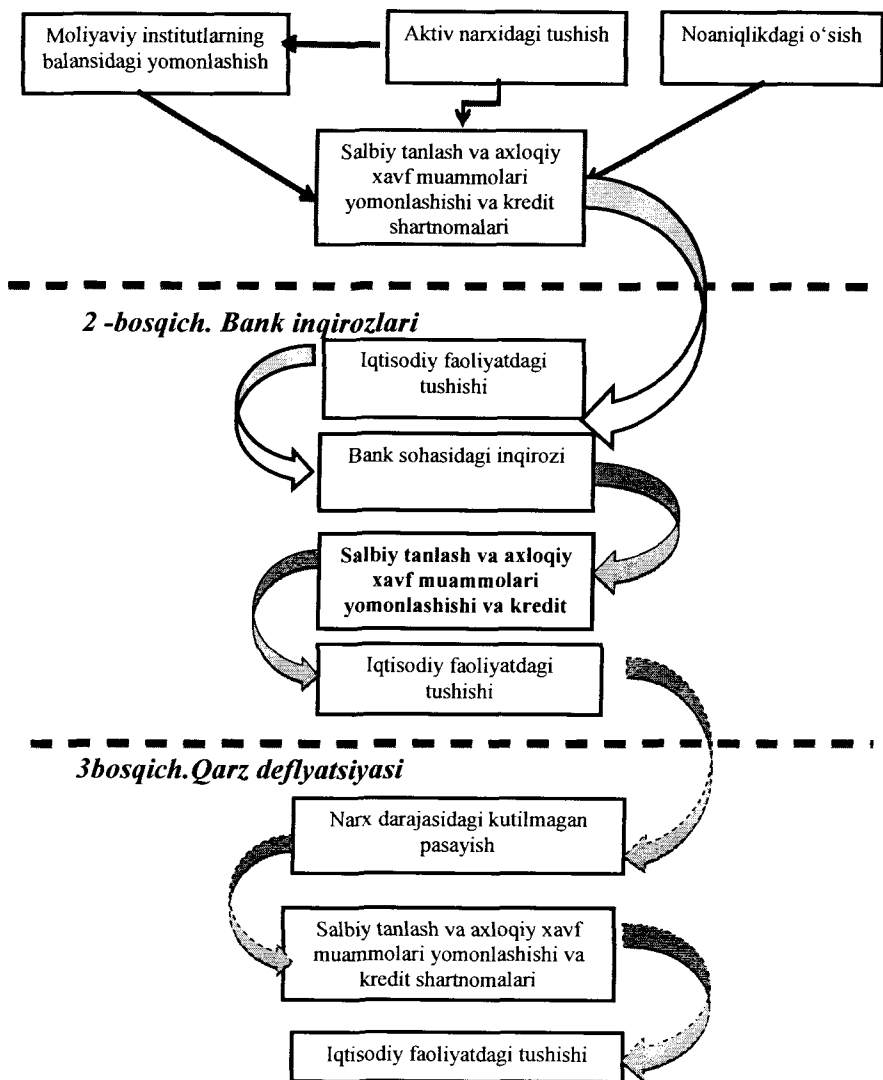 Moliyaviy institutlarning
balansidagi yomonlashish
Aktiv narxidagi tushish
Noaniqlikdagi o‘sish
Salbiy tanlash va axloqiy
xavf muammolari
yomonlashishi va kredit
shartnomalari
2 -bosqich. Bank inqirozlari
Iqtisodiy faoliyatdagi
tushishi
Bank sohasidagi inqirozi
Salbiy tanlash va axloqiy
xavf muammolari
yomonlashishi va kredit
Iqtisodiy faoliyatdagi
tushishi
3bosqich.Qarz deflyatsiyasi
Narx darajasidagi kutilmagan
pasayish
Salbiy tanlash va axloqiy xavf
muammolari yomonlashishi va
kredit shartnomalari
Iqtisodiy faoliyatdagi tushishi